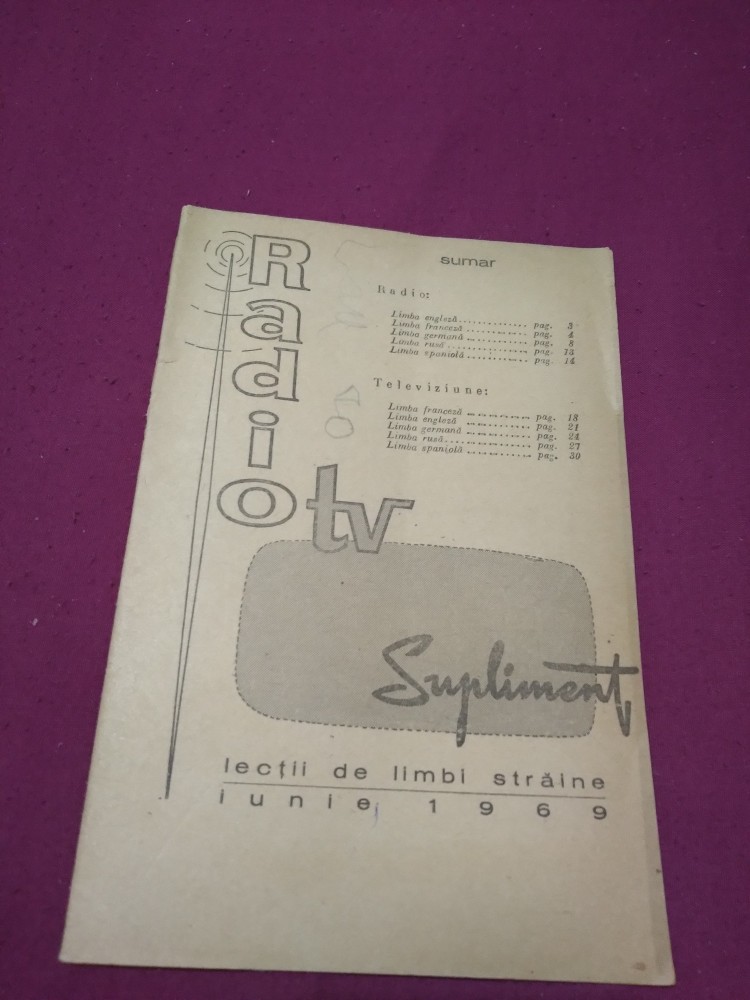 Radio
tv
sumar
Radio:
Limba engleză.............. pag. 3
Limba franceză ............. pag. 4
Limba germană............. pag. 8
Limba rusă ................ pag. 13
Limba spaniolă ............. pag. 14
Televiziune:
Limba franceză ............. pag. 18
Limba engleză ............. pag. 21
Limba germană ............. pag. 24
Limba rusă................ pag. 27
Limba spaniolă ............. pag. 30
Supliment
lecții de limbi străine
iunie 1969